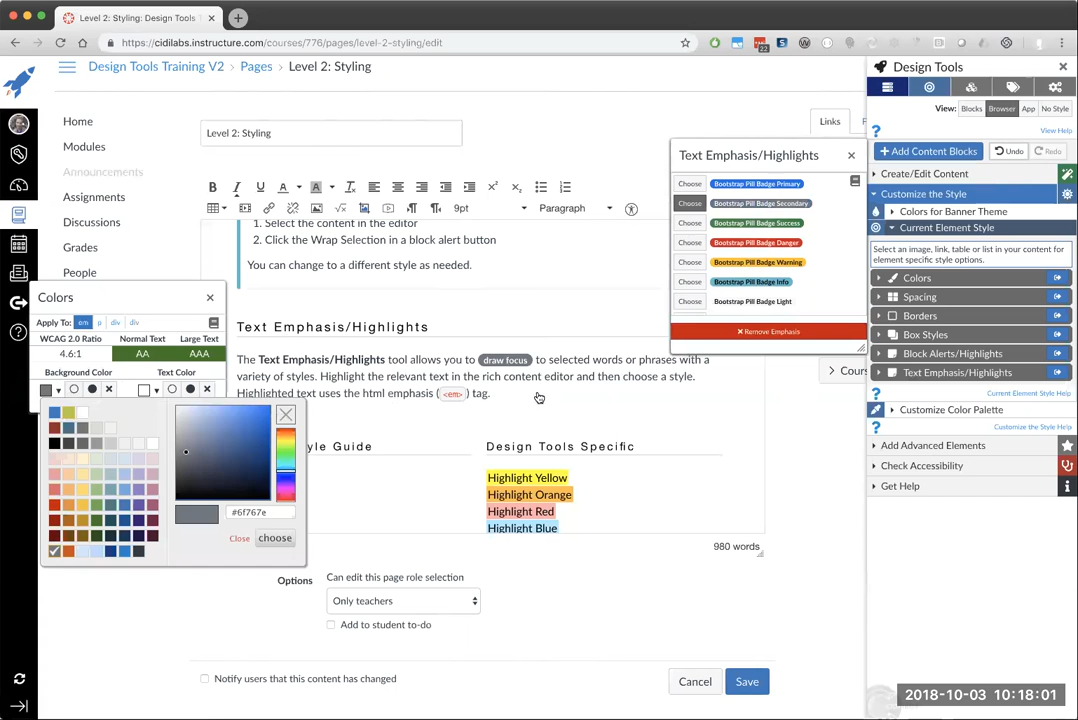 Level 2: Styling: Design Tools T
https://cidilabs.instructure.com/courses/776/pages/level-2-styling/edit
22
Design Tools Training V2 > Pages > Level 2: Styling
Home
Modules
Announcements
Assignments
Discussions
Grades
People
Level 2: Styling
Links
9pt
Paragraph
1. Select the content in the editor
2. Click the Wrap Selection in a block alert button
You can change to a different style as needed.
Text Emphasis/Highlights
The Text Emphasis/Highlights tool allows you to draw focus to selected words or phrases with a
variety of styles. Highlight the relevant text in the rich content editor and then choose a style.
Highlighted text uses the html emphasis (<em>) tag.
yle Guide
Design Tools Specific
Highlight Yellow
Highlight Orange
Highlight Red
Highlight Blue
980 words
Options
Can edit this page role selection
Only teachers
Add to student to-do
Notify users that this content has changed
Cancel
Save
Colors
Apply To: em p div div
WCAG 2.0 Ratio Normal Text Large Text
4.6:1 AA AAA
Background Color Text Color
#6f767e
Close choose
Text Emphasis/Highlights
Choose Bootstrap Pill Badge Primary
Choose Bootstrap Pill Badge Secondary
Choose Bootstrap Pill Badge Success
Choose Bootstrap Pill Badge Danger
Choose Bootstrap Pill Badge Warning
Choose Bootstrap Pill Badge Info
Choose Bootstrap Pill Badge Light
Remove Emphasis
Cours
Design Tools
View: Blocks Browser App No Style
View Help
+ Add Content Blocks Undo Redo
Create/Edit Content
Customize the Style
Colors for Banner Theme
Current Element Style
Select an image, link, table or list in your content for
element specific style options.
Colors
Spacing
Borders
Box Styles
Block Alerts/Highlights
Text Emphasis/Highlights
Current Element Style Help
Customize Color Palette
Customize the Style Help
Add Advanced Elements
Check Accessibility
Get Help
2018-10-03 10:18:01